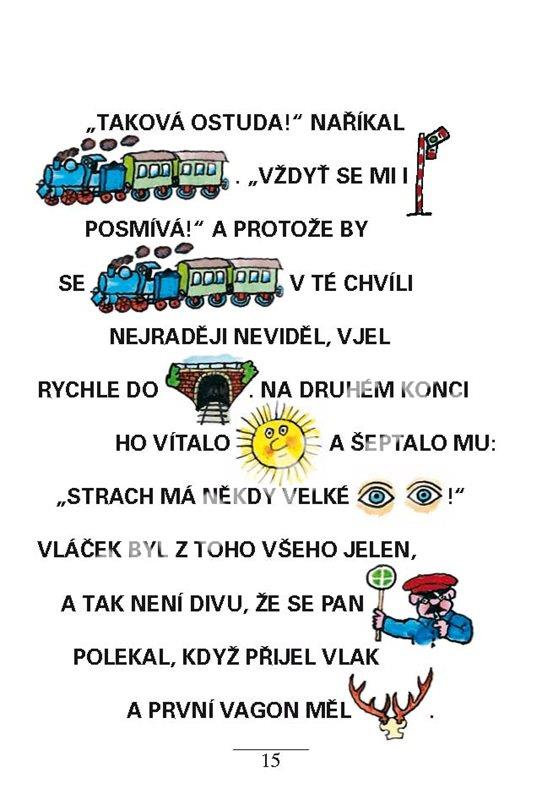 „TAKOVÁ OSTUDA!“ NAŘÍKAL
. „VŽDYŤ SE MI I
POSMÍVÁ!“ A PROTOŽE BY
SE V TÉ CHVÍLI
NEJRADĚJI NEVIDĚL, VJEL
RYCHLE DO . NA DRUHÉM KONCI
HO VÍTALO A ŠEPTALO MU:
„STRACH MÁ NĚKDY VELKÉ !“
VLÁČEK BYL Z TOHO VŠEHO JELEN,
A TAK NENÍ DIVU, ŽE SE PAN
POLEKAL, KDYŽ PŘIJEL VLAK
A PRVNÍ VAGON MĚL .
15